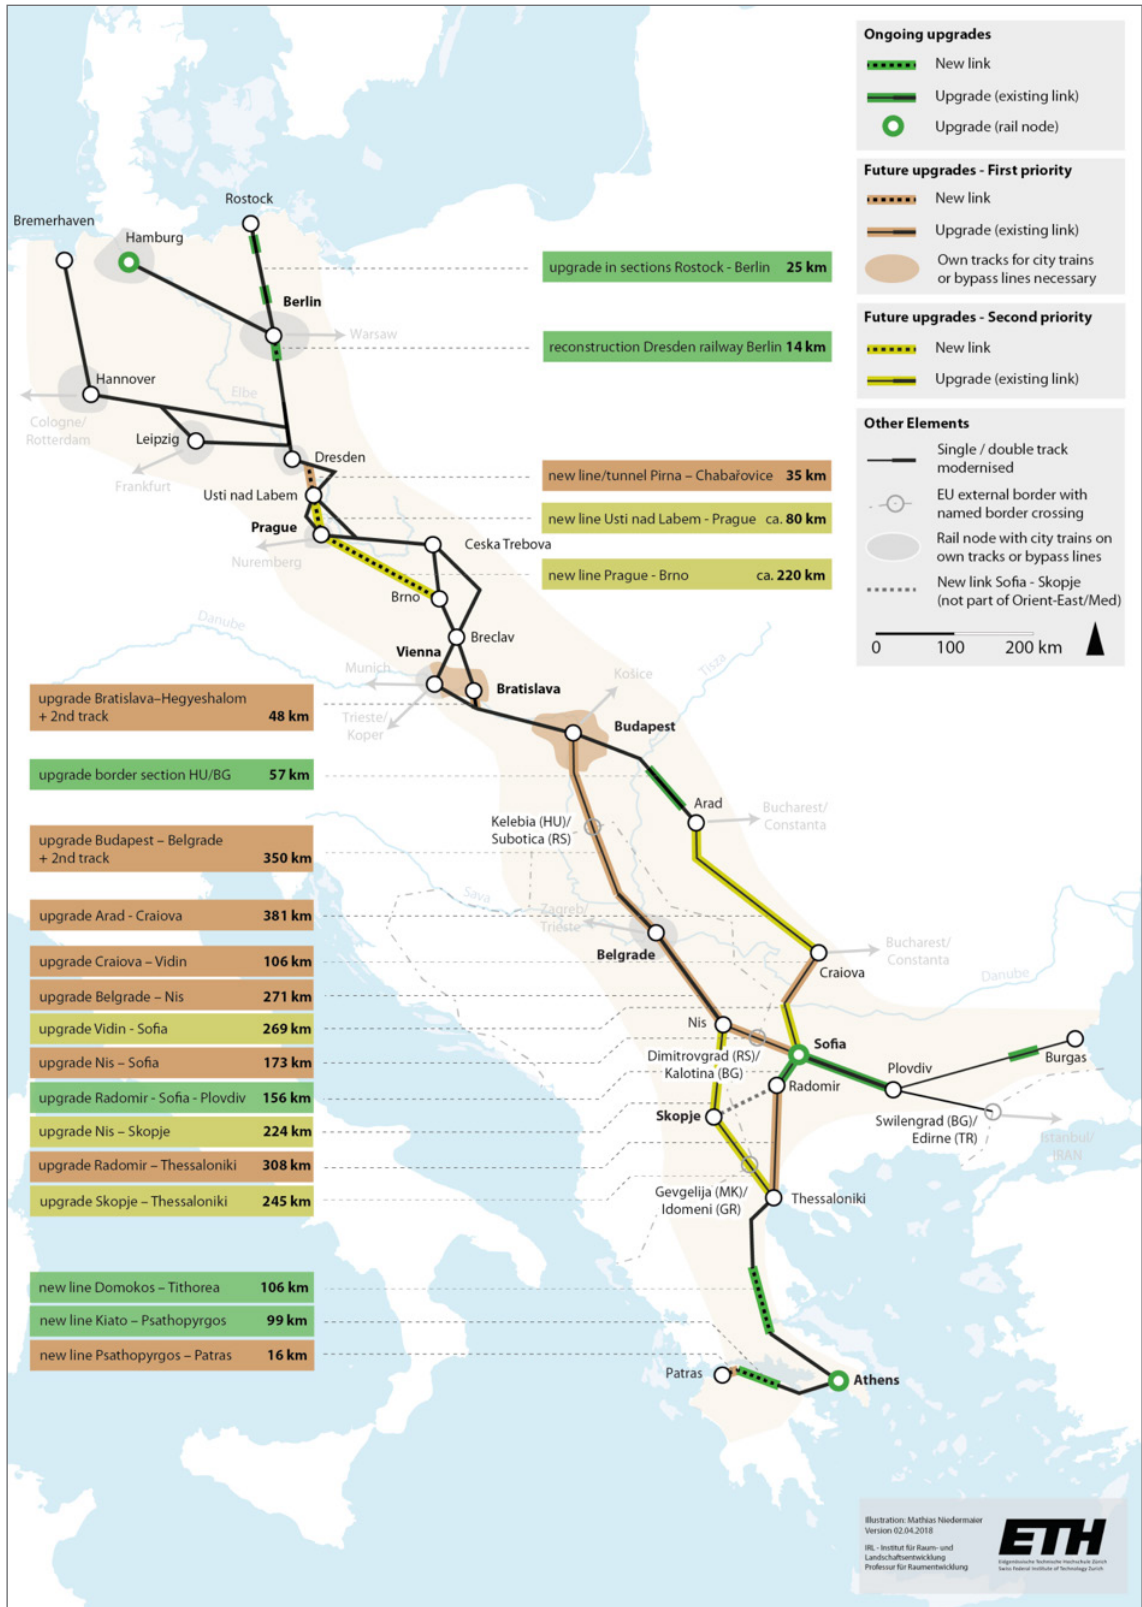 Ongoing upgrades
New link
Upgrade (existing link)
Upgrade (rail node)
Future upgrades - First priority
New link
Upgrade (existing link)
Own tracks for city trains
or bypass lines necessary
Future upgrades - Second priority
New link
Upgrade (existing link)
Other Elements
Single / double track
modernised
EU external border with
named border crossing
Rail node with city trains on
own tracks or bypass lines
New link Sofia - Skopje
(not part of Orient-East/Med)
0 100 200 km
Rostock
Bremerhaven
Hamburg
upgrade in sections Rostock - Berlin 25 km
Berlin
Warsaw
reconstruction Dresden railway Berlin 14 km
Hannover
Elbe
Cologne/
Rotterdam
Leipzig
Dresden
Frankfurt
new line/tunnel Pirna – Chabařovice 35 km
Usti nad Labem
new line Usti nad Labem - Prague ca. 80 km
Prague
Ceska Trebova
Nuremberg
new line Prague - Brno ca. 220 km
Brno
Danube
Breclav
Vienna
Munich
Košice
Tisza
Bratislava
Trieste/
Koper
Budapest
upgrade Bratislava–Hegyeshalom
+ 2nd track 48 km
upgrade border section HU/BG 57 km
Arad
Bucharest/
Constanta
Kelebia (HU)/
Subotica (RS)
upgrade Budapest – Belgrade
+ 2nd track 350 km
Sava
Zagreb/
Trieste
upgrade Arad - Craiova 381 km
Belgrade
Bucharest/
Constanta
Craiova
Danube
upgrade Craiova – Vidin 106 km
upgrade Belgrade – Nis 271 km
upgrade Vidin - Sofia 269 km
Nis
Sofia
Dimitrovgrad (RS)/
Kalotina (BG)
Burgas
Plovdiv
upgrade Nis – Sofia 173 km
Radomir
upgrade Radomir - Sofia - Plovdiv 156 km
Skopje
Swilengrad (BG)/
Edirne (TR)
Istanbul/
IRAN
upgrade Nis – Skopje 224 km
upgrade Radomir – Thessaloniki 308 km
upgrade Skopje – Thessaloniki 245 km
Gevgelija (MK)/
Idomeni (GR)
Thessaloniki
new line Domokos – Tithorea 106 km
new line Kiato – Psathopyrgos 99 km
new line Psathopyrgos – Patras 16 km
Patras
Athens
Illustration: Mathias Niedermaier
Version 02.04.2018
IRL - Institut für Raum- und
Landschaftsentwicklung
Professur für Raumentwicklung
ETH
Eidgenössische Technische Hochschule Zürich
Swiss Federal Institute of Technology Zurich